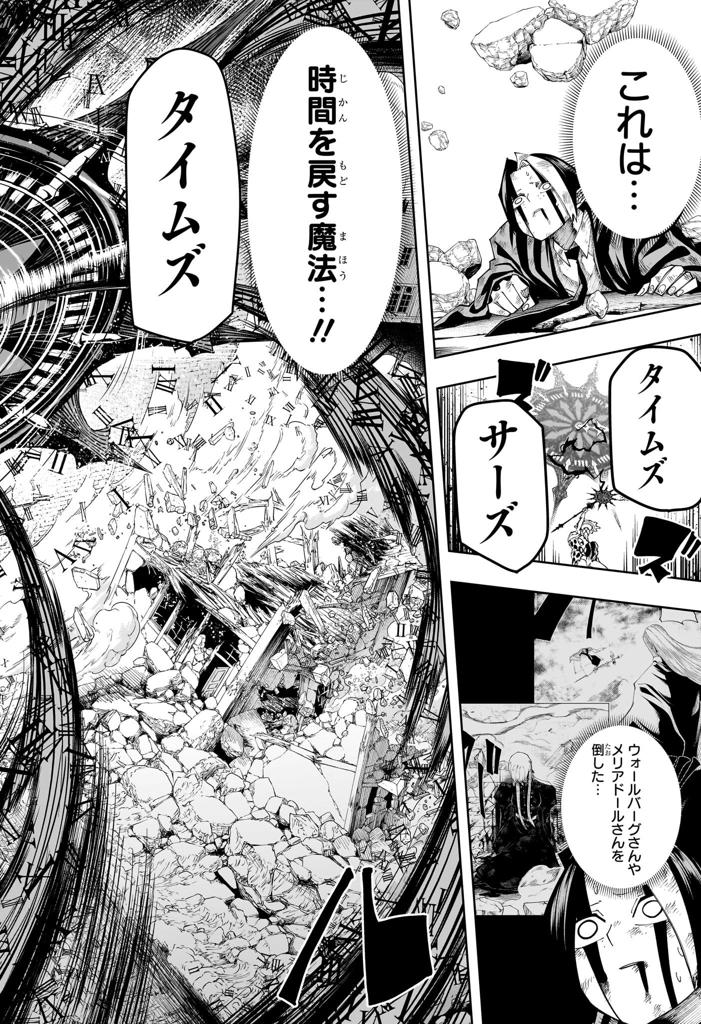 これは…
タイムズ
サーズ
ウォールバーグさんや
メリアドールさんを
倒した…
時間を戻す魔法…!!
タイムズ